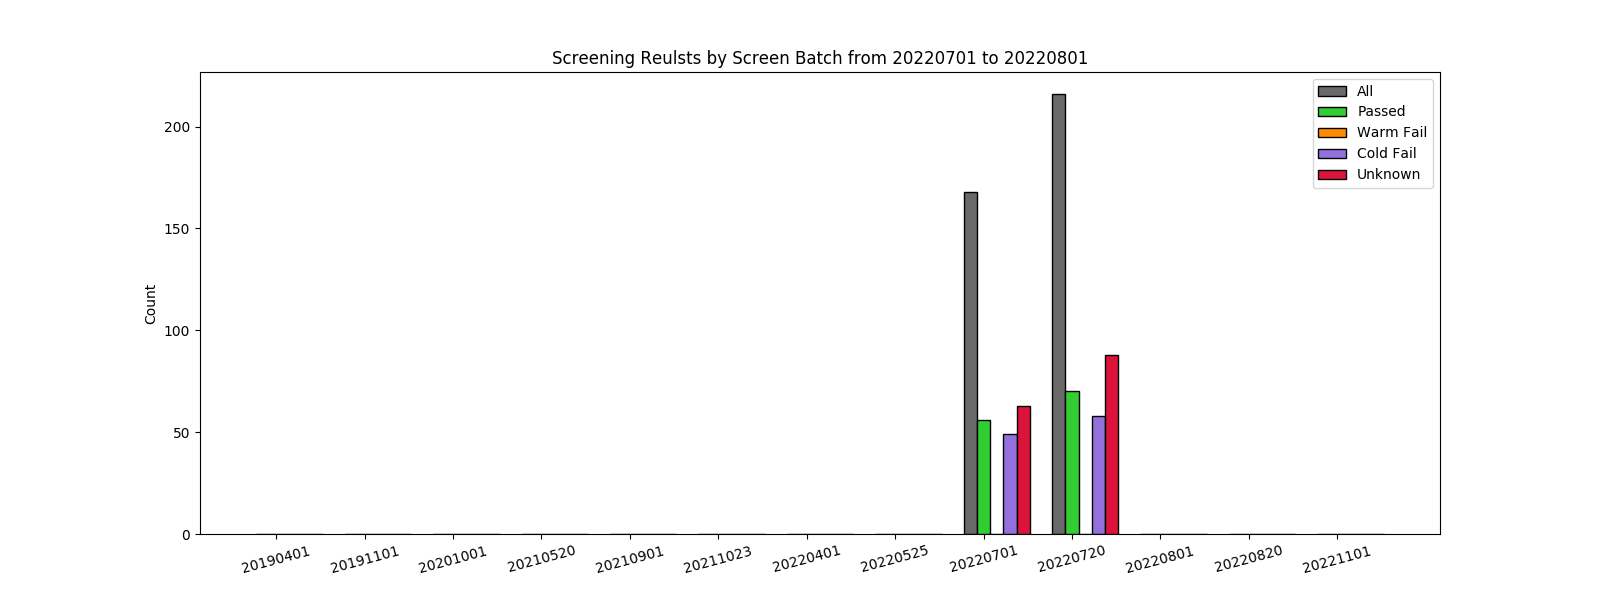 Screening Reulsts by Screen Batch from 20220701 to 20220801
All
Passed
Warm Fail
Cold Fail
Unknown
Count
200
150
100
50
0
20190401 20191101 20201001 20210520 20210901 20211023 20220401 20220525 20220701 20220720 20220801 20220820 20221101